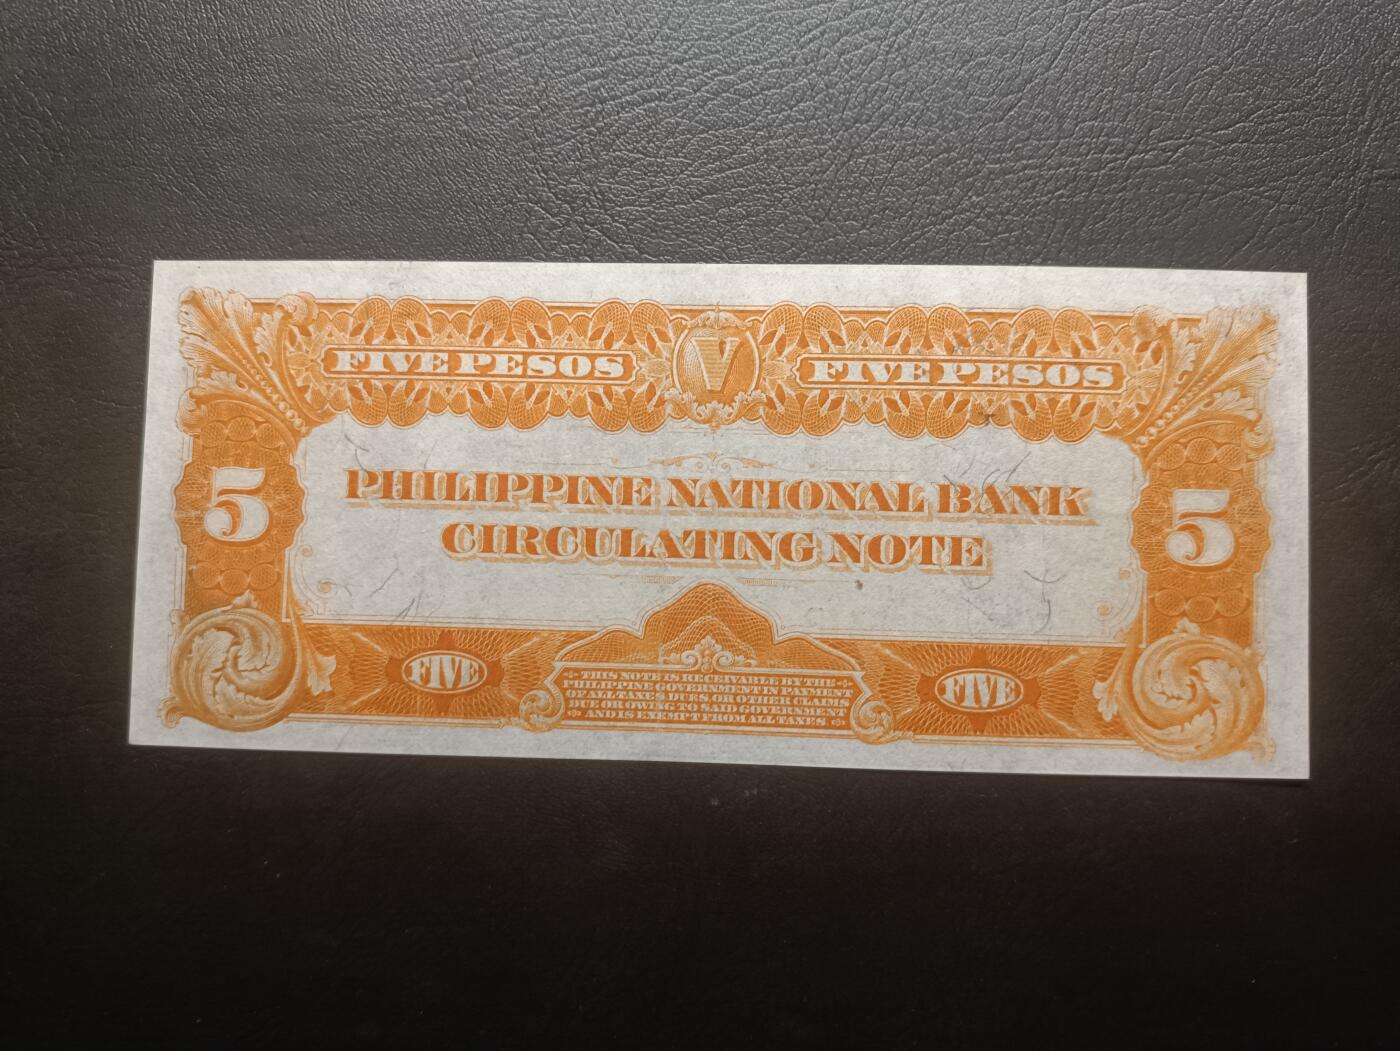 FIVE PESOS V FIVE PESOS
5 5
PHILIPPINE NATIONAL BANK
CIRCULATING NOTE
FIVE FIVE
THIS NOTE IS RECEIVABLE BY THE
PHILIPPINE GOVERNMENT IN PAYMENT
OF ALL TAXES DUES, OR OTHER CLAIMS
DUE OR OWING TO SAID GOVERNMENT
AND IS EXEMPT FROM ALL TAXES.